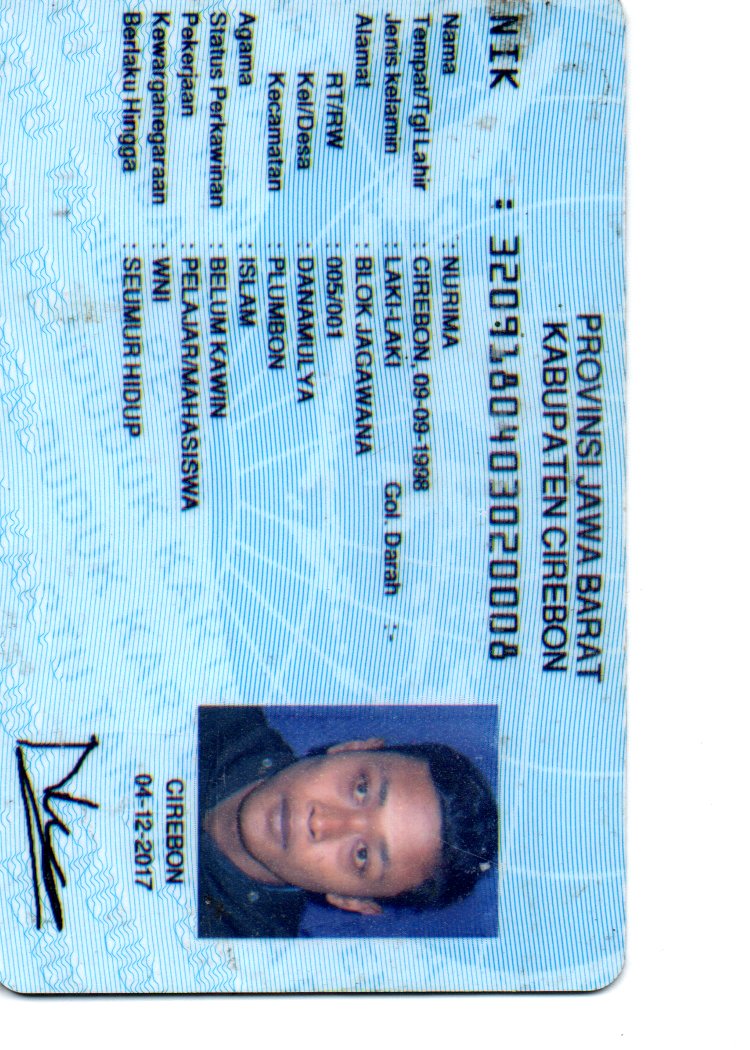 PROVINSI JAWA BARAT
KABUPATEN CIREBON
NIK : 3209180403020008
Nama : NURIMA
Tempat/Tgl Lahir : CIREBON, 09-09-1998
Jenis kelamin : LAKI-LAKI Gol. Darah :-
Alamat : BLOK JAGAWANA
RT/RW : 005/001
Kel/Desa : DANAMULYA
Kecamatan : PLUMBON
Agama : ISLAM
Status Perkawinan : BELUM KAWIN
Pekerjaan : PELAJAR/MAHASISWA
Kewarganegaraan : WNI
Berlaku Hingga : SEUMUR HIDUP
CIREBON
04-12-2017